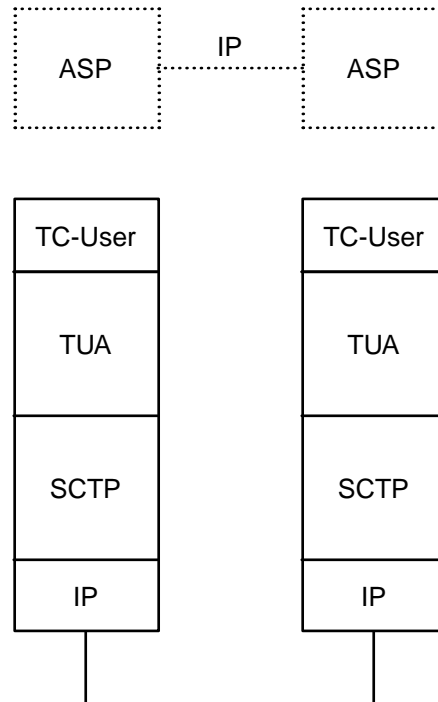 IP
ASP ASP
TC-User TC-User
TUA TUA
SCTP SCTP
IP IP